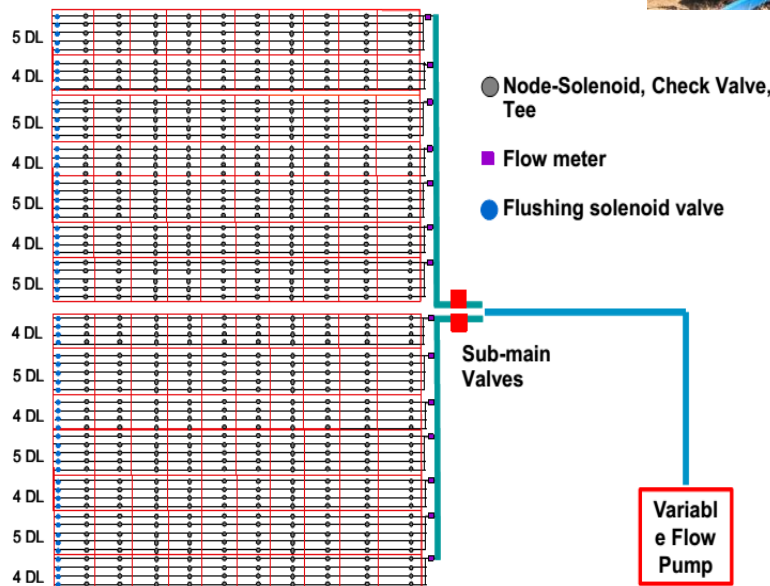 5 DL
4 DL
5 DL
4 DL
5 DL
4 DL
5 DL
4 DL
5 DL
4 DL
5 DL
4 DL
5 DL
4 DL
Node-Solenoid, Check Valve,
Tee
Flow meter
Flushing solenoid valve
Sub-main
Valves
Variabl
e Flow
Pump